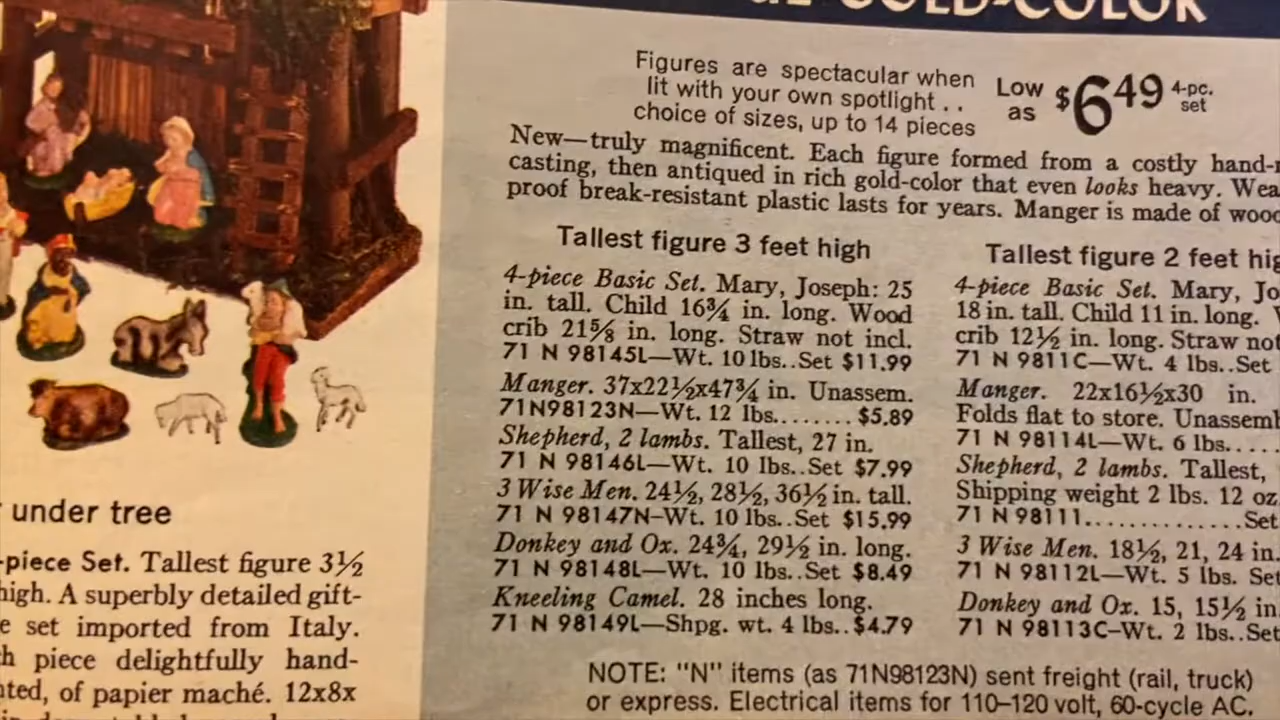 GOLD-COLOR
Figures are spectacular when
lit with your own spotlight . .
choice of sizes, up to 14 pieces
Low
as
$6.49
4-pc.
set
New—truly magnificent. Each figure formed from a costly
casting, then antiqued in rich gold-color that even looks heavy.
proof break-resistant plastic lasts for years. Manger is made of
Tallest figure 3 feet high
4-piece Basic Set. Mary, Joseph: 25
in. tall. Child 16¾ in. long. Wood
crib 21⅝ in. long. Straw not incl.
71 N 98145L—Wt. 10 lbs..Set $11.99
Manger. 37x22½x47¾ in. Unassem.
71N98123N—Wt. 12 lbs........ $5.89
Shepherd, 2 lambs. Tallest, 27 in.
71 N 98146L—Wt. 10 lbs..Set $7.99
3 Wise Men. 24½, 28½, 36½ in. tall.
71 N 98147N–Wt. 10 lbs..Set $15.99
Donkey and Ox. 24¾, 29½ in. long.
71 N 98148L—Wt. 10 lbs..Set $8.49
Kneeling Camel. 28 inches long.
71 N 98149L—Shpg. wt. 4 lbs..$4.79
Tallest figure 2 feet
4-piece Basic Set. Mary,
18 in. tall. Child 11 in. long.
crib 12½ in. long. Straw not
71 N 9811C—Wt. 4 lbs..Set
Manger. 22x16½x30 in.
Folds flat to store.
71 N 98114L—Wt. 6 lbs.....
Shepherd, 2 lambs. Tallest,
Shipping weight 2 lbs. 12 oz
71 N 98111.............Set
3 Wise Men. 18½, 21, 24 in.
71 N 98112L—Wt. 5 lbs. Set
Donkey and Ox. 15, 15½ in
71 N 98113C–Wt. 2 lbs..Set
NOTE: "N" items (as 71N98123N) sent freight (rail, truck)
or express. Electrical items for 110–120 volt, 60-cycle AC.
under tree
-piece Set. Tallest figure 3½
high. A superbly detailed gift-
set imported from Italy.
piece delightfully hand-
of papier maché. 12x8x